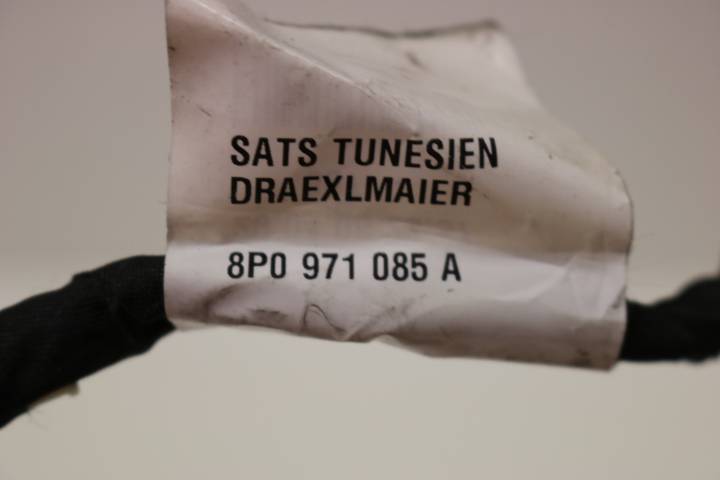 SATS TUNESIEN
DRAEXLMAIER
8P0 971 085 A